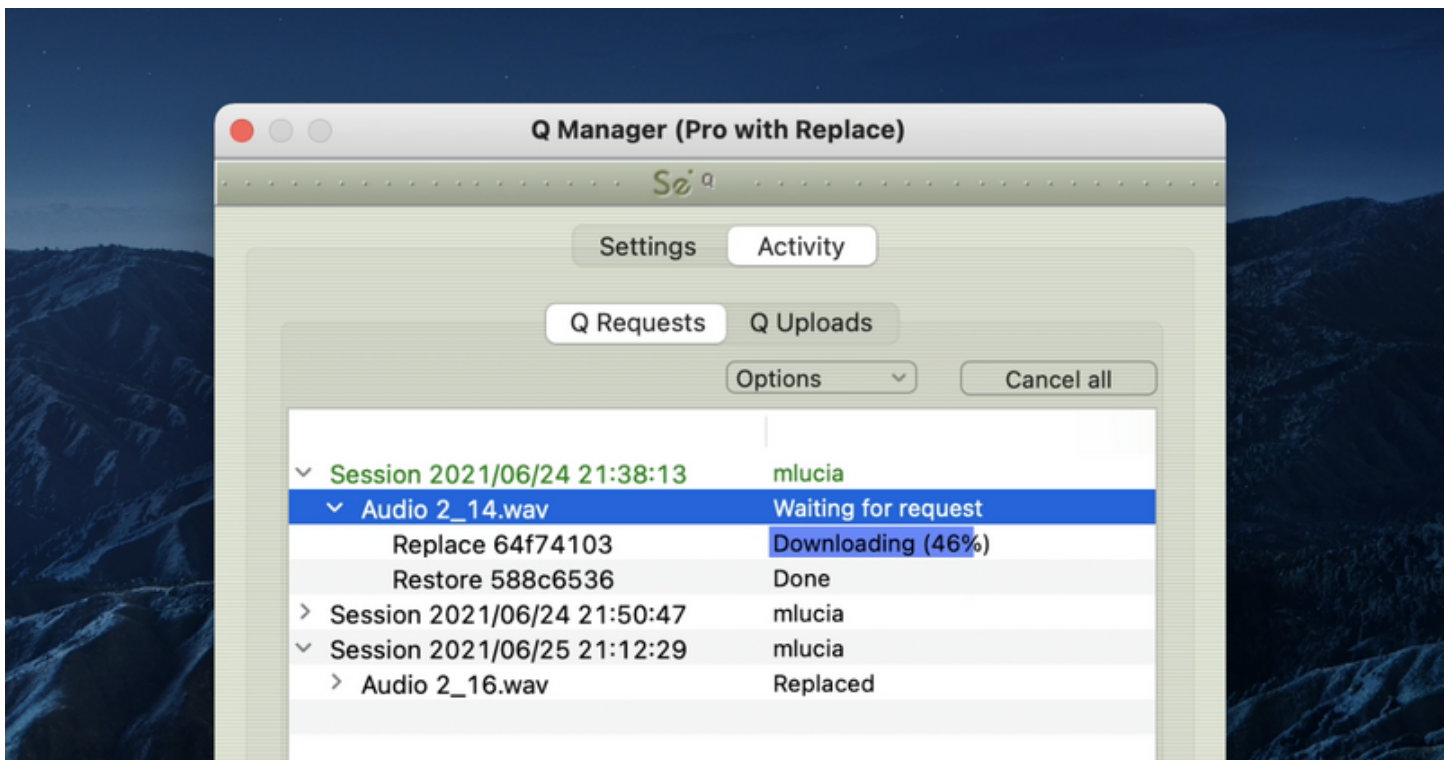 Q Manager (Pro with Replace)
Se Q
Settings Activity
Q Requests Q Uploads
Options Cancel all
Session 2021/06/24 21:38:13 mlucia
Audio 2_14.wav Waiting for request
Replace 64f74103 Downloading (46%)
Restore 588c6536 Done
Session 2021/06/24 21:50:47 mlucia
Session 2021/06/25 21:12:29 mlucia
Audio 2_16.wav Replaced